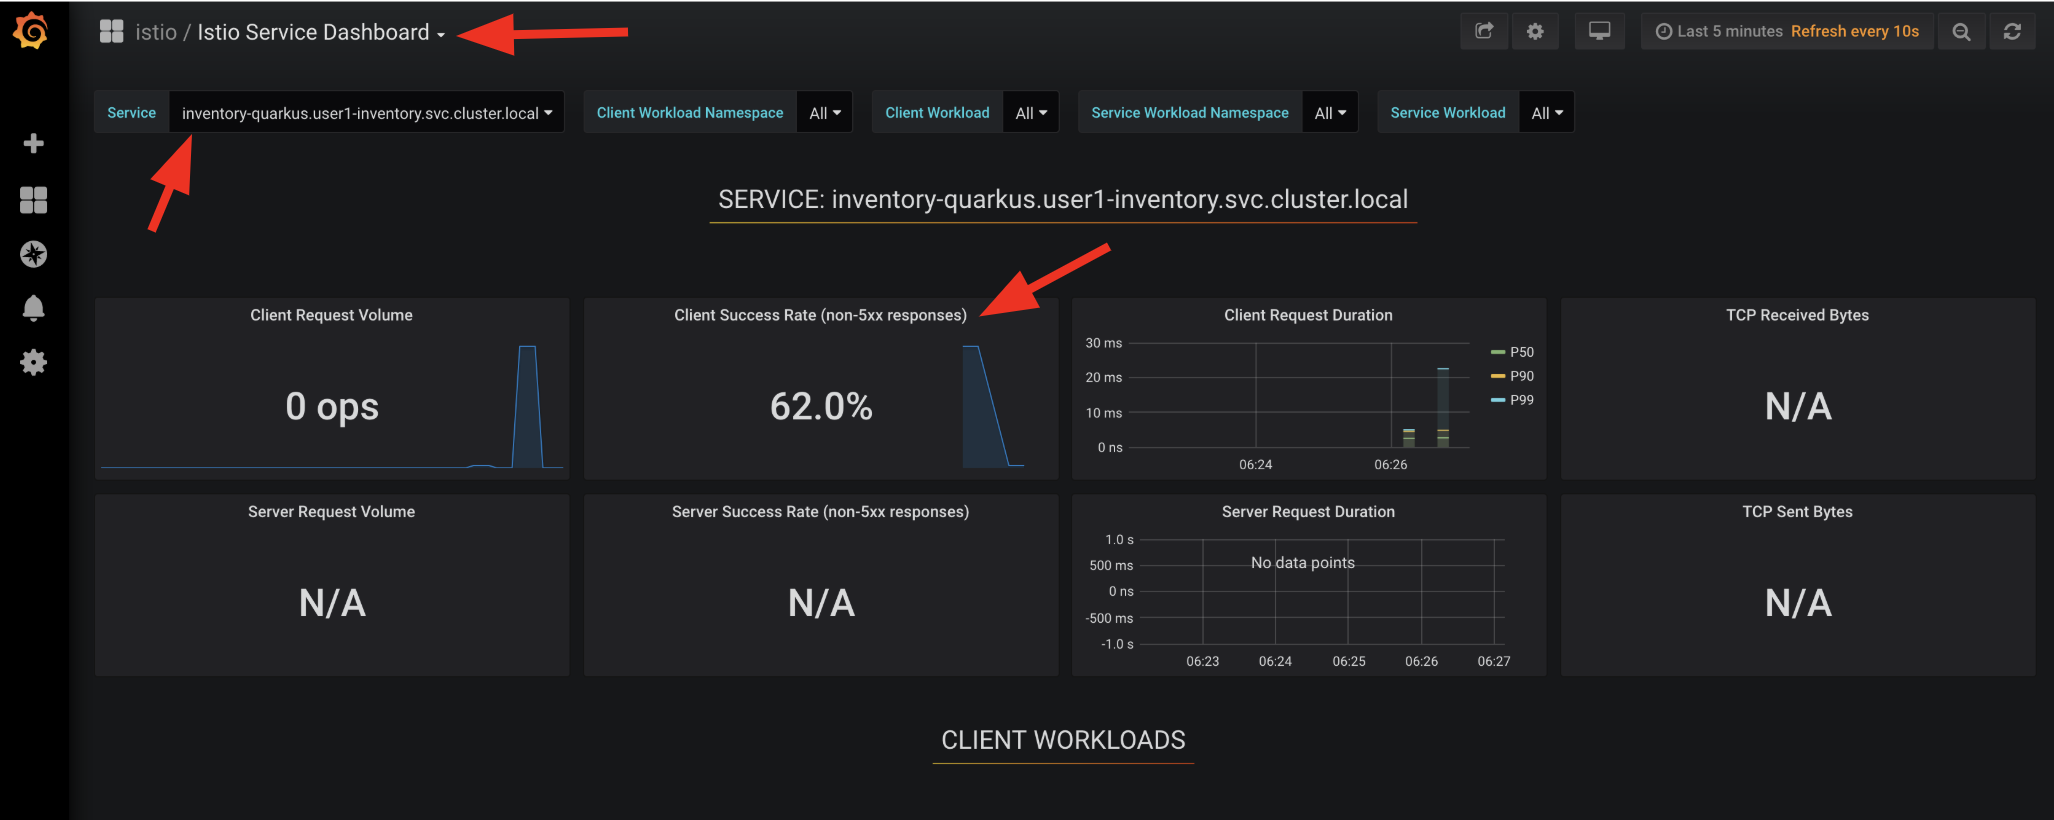 istio / Istio Service Dashboard
Last 5 minutes Refresh every 10s
Service inventory-quarkus.user1-inventory.svc.cluster.local
Client Workload Namespace All
Client Workload All
Service Workload Namespace All
Service Workload All
SERVICE: inventory-quarkus.user1-inventory.svc.cluster.local
Client Request Volume
0 ops
Client Success Rate (non-5xx responses)
62.0%
Client Request Duration
30 ms
20 ms
10 ms
0 ns
06:24 06:26
P50
P90
P99
TCP Received Bytes
N/A
Server Request Volume
N/A
Server Success Rate (non-5xx responses)
N/A
Server Request Duration
1.0 s
500 ms
0 ns
-500 ms
-1.0 s
No data points
06:23 06:24 06:25 06:26 06:27
TCP Sent Bytes
N/A
CLIENT WORKLOADS